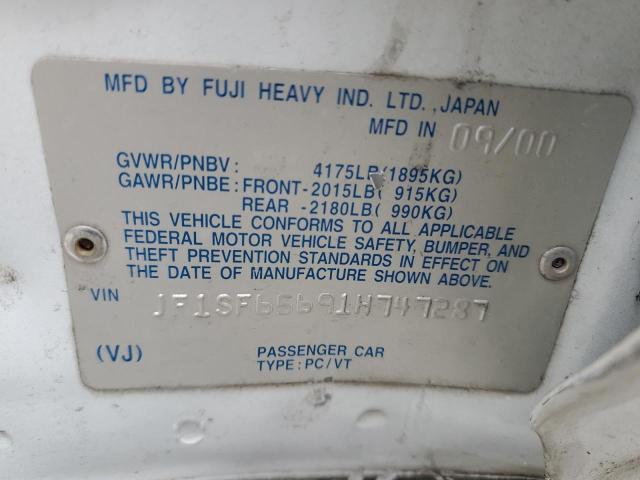 MFD BY FUJI HEAVY IND. LTD., JAPAN
MFD IN 09/00
GVWR/PNBV: 4175LB(1895KG)
GAWR/PNBE: FRONT-2015LB( 915KG)
REAR -2180LB( 990KG)
THIS VEHICLE CONFORMS TO ALL APPLICABLE
FEDERAL MOTOR VEHICLE SAFETY, BUMPER, AND
THEFT PREVENTION STANDARDS IN EFFECT ON
THE DATE OF MANUFACTURE SHOWN ABOVE.
VIN JF1SF65691H747287
(VJ) PASSENGER CAR
TYPE: PC/VT